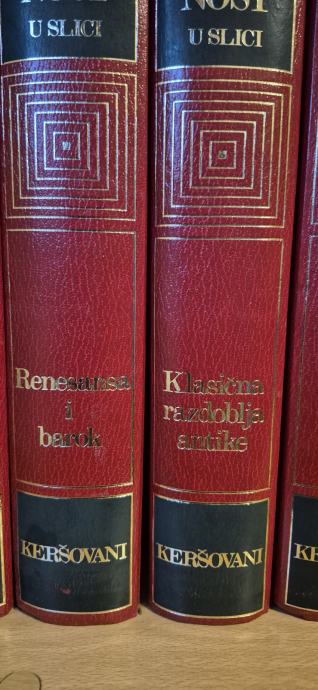 U SLICI
Renesansa
i
barok
KERŠOVANI
NOST
U SLICI
Klasična
razdoblja
antike
KERŠOVANI